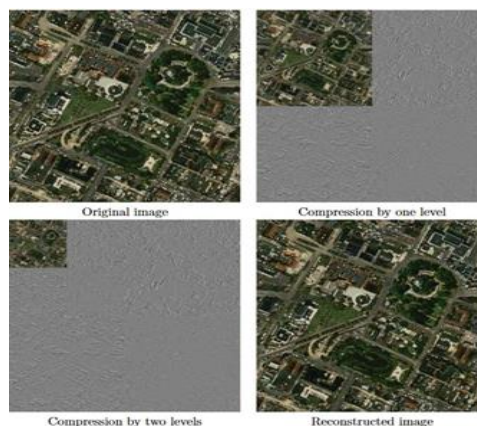 Original image
Compression by one level
Compression by two levels
Reconstructed image